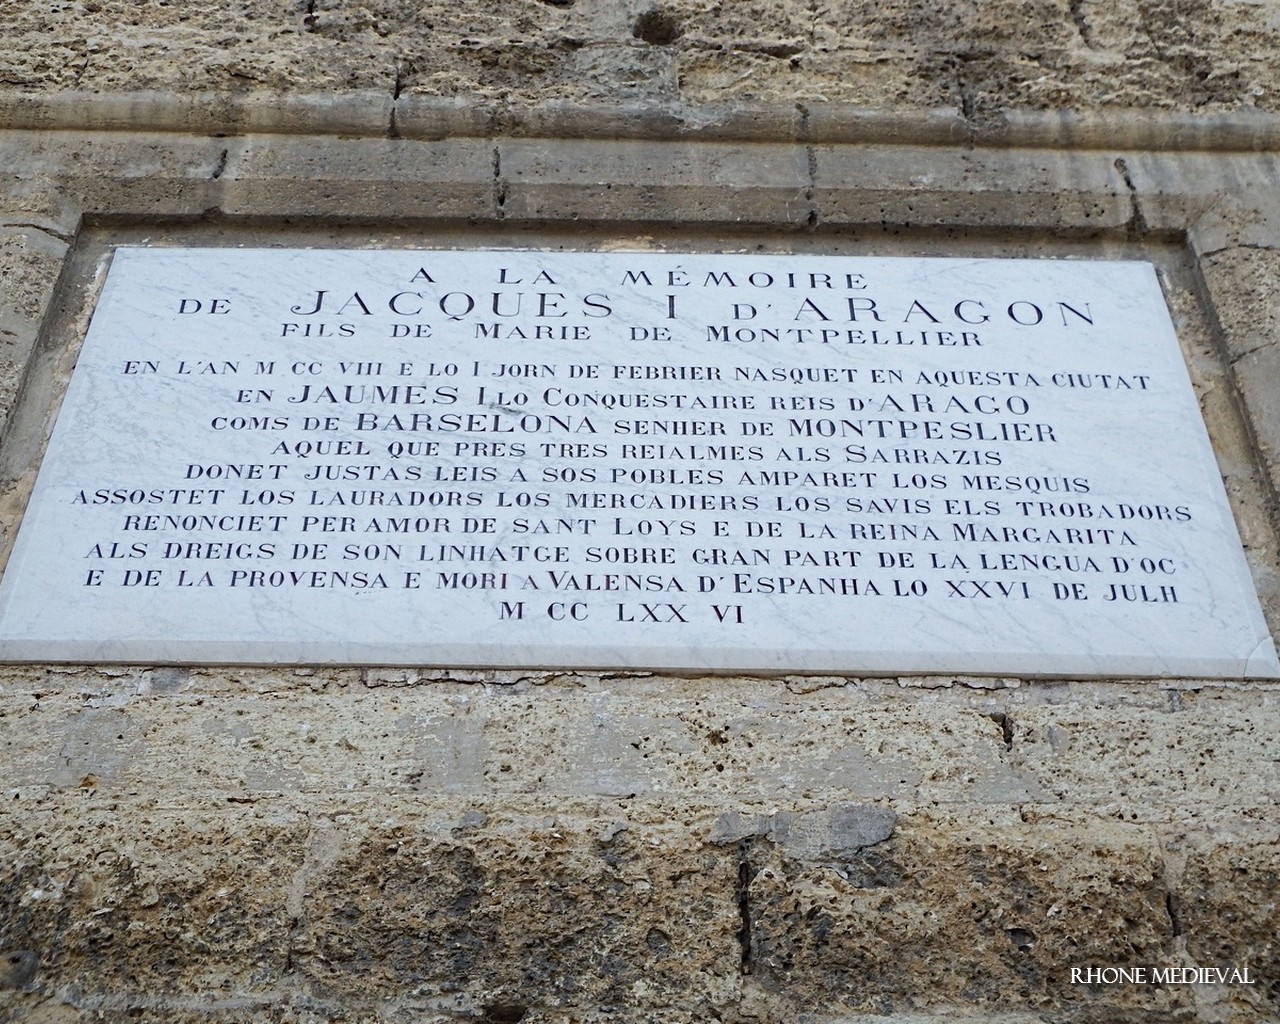 A LA MÉMOIRE
DE JACQUES I D'ARAGON
FILS DE MARIE DE MONTPELLIER
EN L'AN M CC VIII E LO I JORN DE FEBRIER NASQUET EN AQUESTA CIUTAT
EN JAUMES I LO CONQUESTAIRE REIS D'ARAGO
COMS DE BARSELONA SENHER DE MONTPESLIER
AQUEL QUE PRES TRES REIALMES ALS SARRAZIS
DONET JUSTAS LEIS A SOS POBLES AMPARET LOS MESQUIS
ASSOSTET LOS LAURADORS LOS MERCADIERS LOS SAVIS ELS TROBADORS
RENONCIET PER AMOR DE SANT LOYS E DE LA REINA MARGARITA
ALS DREIGS DE SON LINHATGE SOBRE GRAN PART DE LA LENGUA D'OC
E DE LA PROVENSA E MORI A VALENSA D'ESPANHA LO XXVI DE JULH
M CC LXX VI
RHONE MEDIEVAL